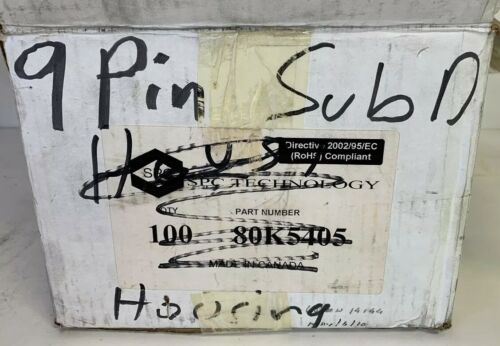 9 Pin Sub D
Directive 2002/95/EC
(RoHS) Compliant
SPC
SPC TECHNOLOGY
QTY PART NUMBER
100 80K5405
MADE IN CANADA
Housing